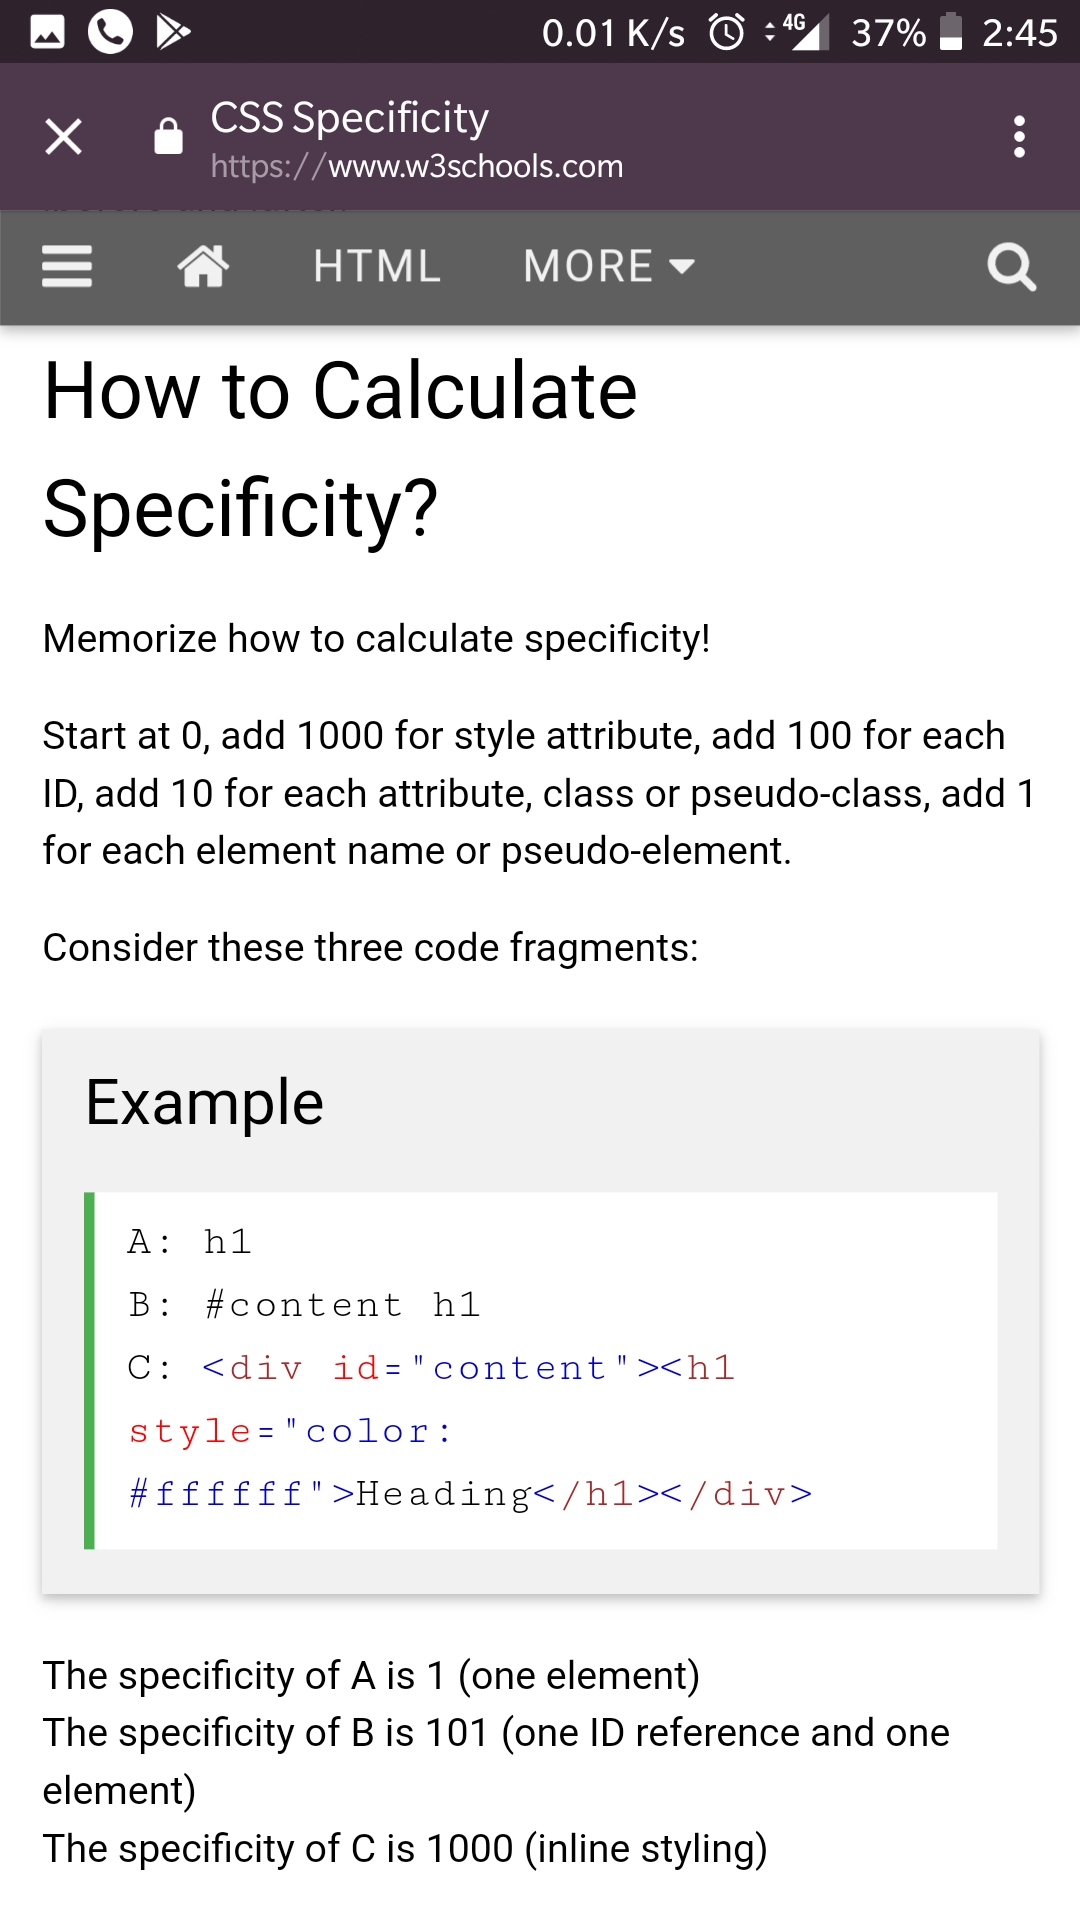 0.01 K/s 4G 37% 2:45
CSS Specificity
https://www.w3schools.com
HTML MORE
How to Calculate
Specificity?
Memorize how to calculate specificity!
Start at 0, add 1000 for style attribute, add 100 for each
ID, add 10 for each attribute, class or pseudo-class, add 1
for each element name or pseudo-element.
Consider these three code fragments:
Example
A: h1
B: #content h1
C: <div id="content"><h1
style="color:
#ffffff">Heading</h1></div>
The specificity of A is 1 (one element)
The specificity of B is 101 (one ID reference and one
element)
The specificity of C is 1000 (inline styling)